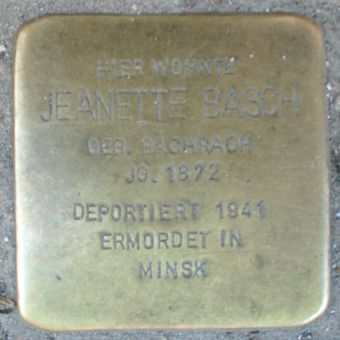 HIER WOHNTE
JEANETTE BASCH
GEB. BACHRACH
JG. 1872
DEPORTIERT 1941
ERMORDET IN
MINSK